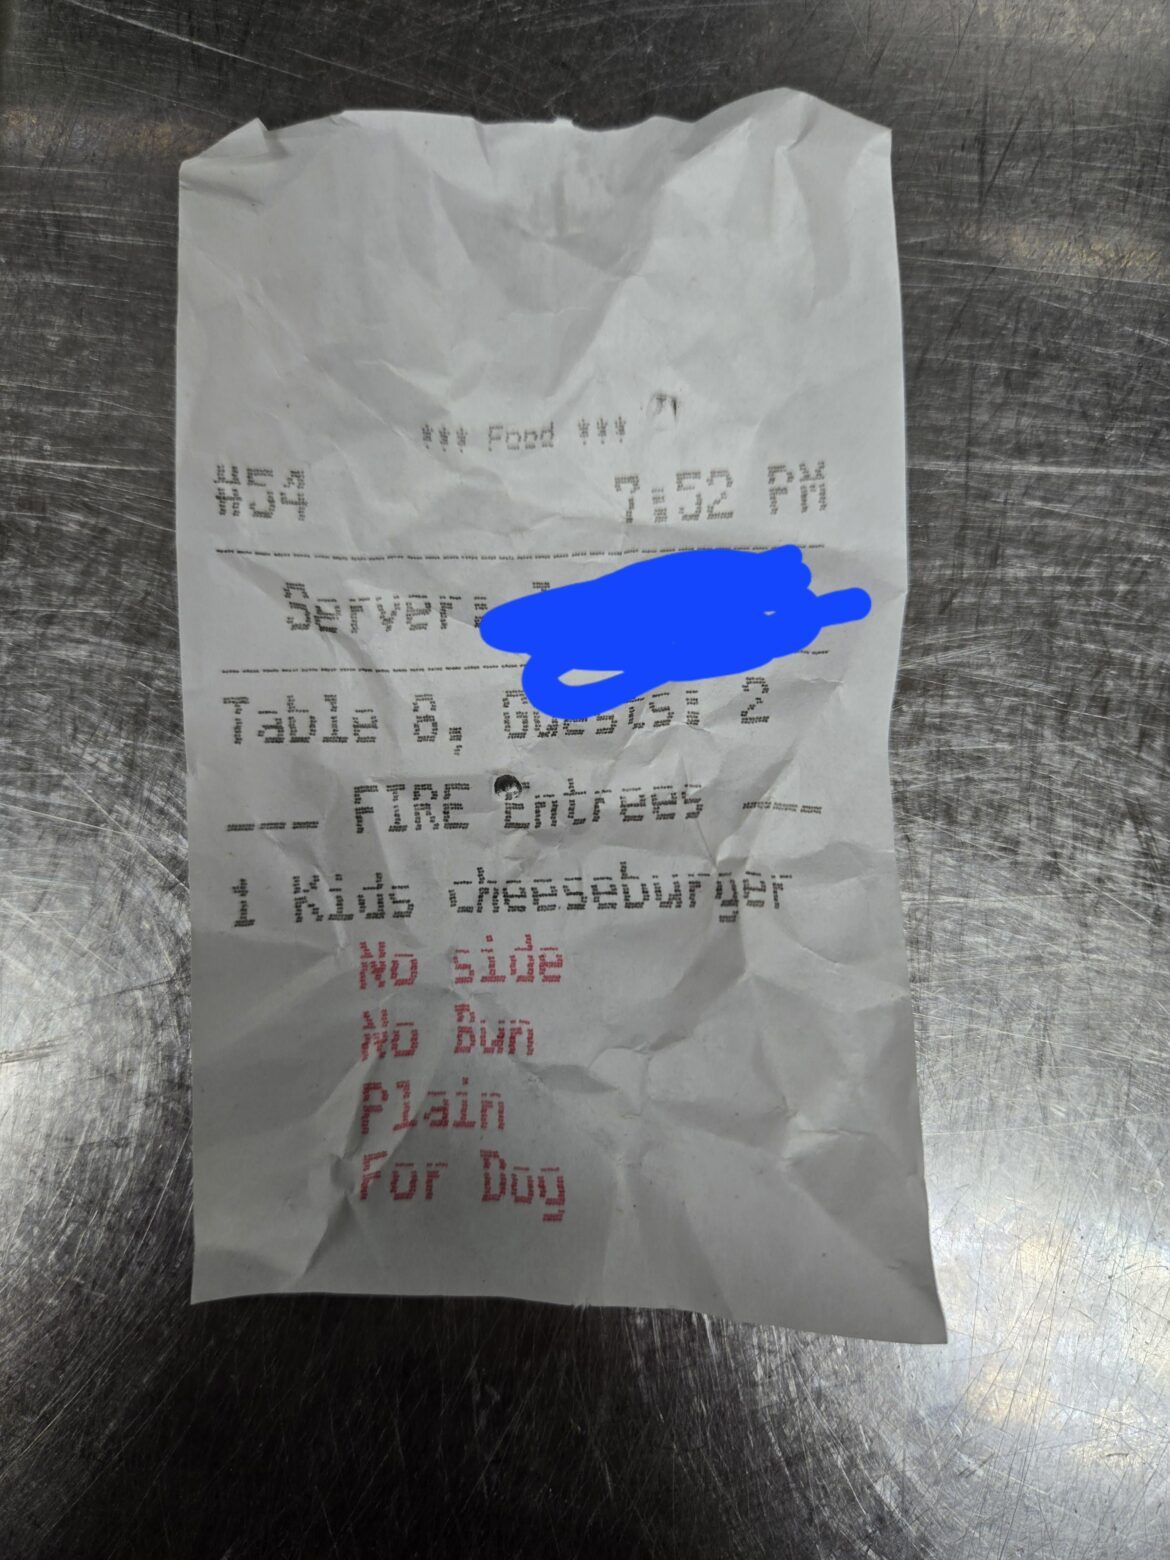 *** Food ***
#54 7:52 PM
Server:
Table 8, Guests: 2
--- FIRE Entrees ---
1 Kids cheeseburger
No side
No Bun
Plain
For Dog